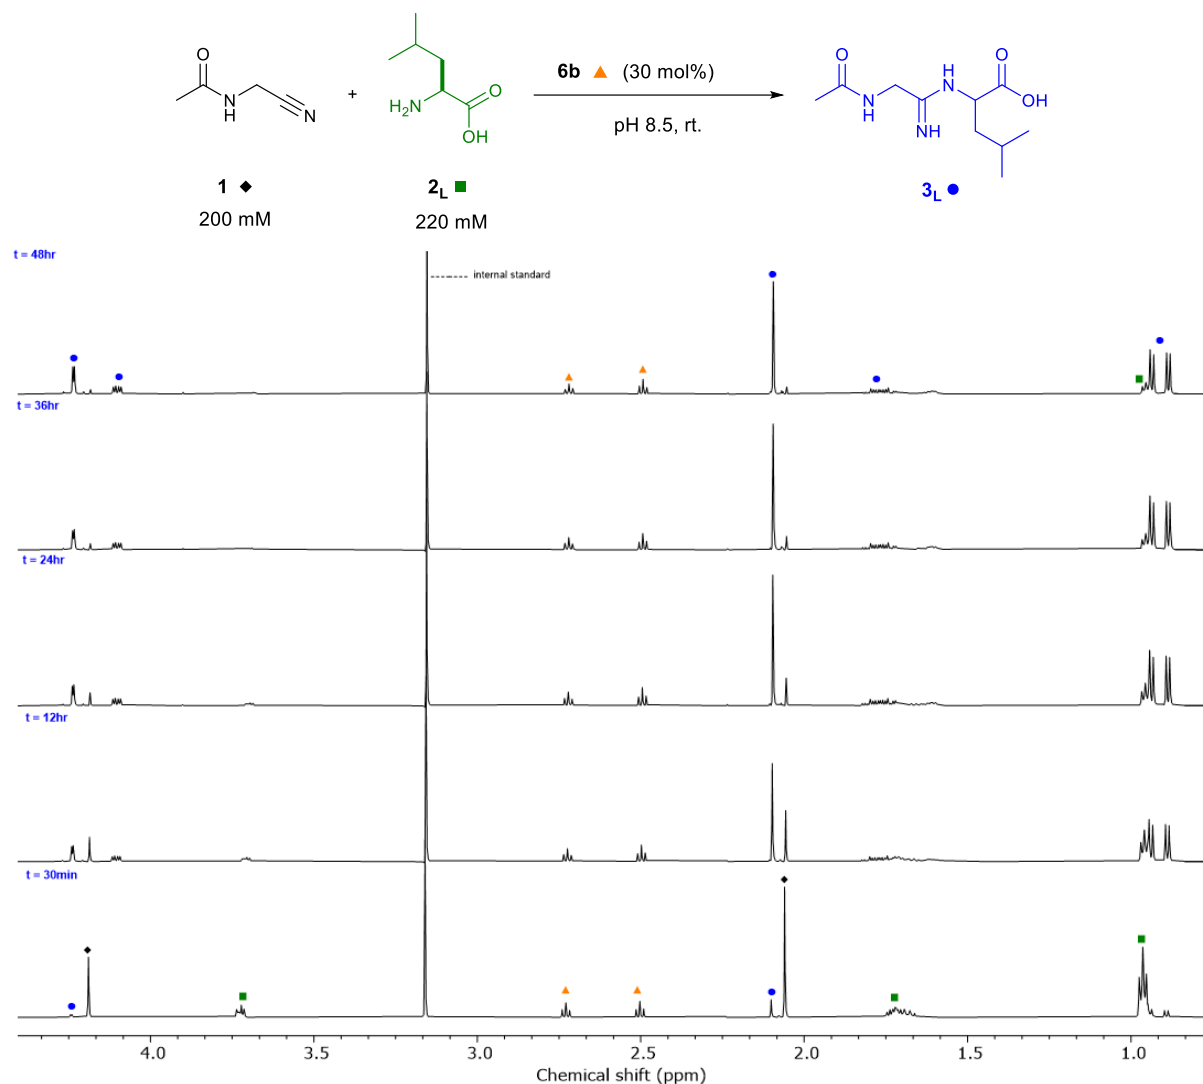 O
N
H
N
+
H₂N
O
OH
6b ▲ (30 mol%)
pH 8.5, rt.
O
N
H
H
N
NH
O
OH
1 ◆
200 mM
2L ■
220 mM
3L ●
t = 48hr
internal standard
t = 36hr
t = 24hr
t = 12hr
t = 30min
4.0 3.5 3.0 2.5 2.0 1.5 1.0
Chemical shift (ppm)